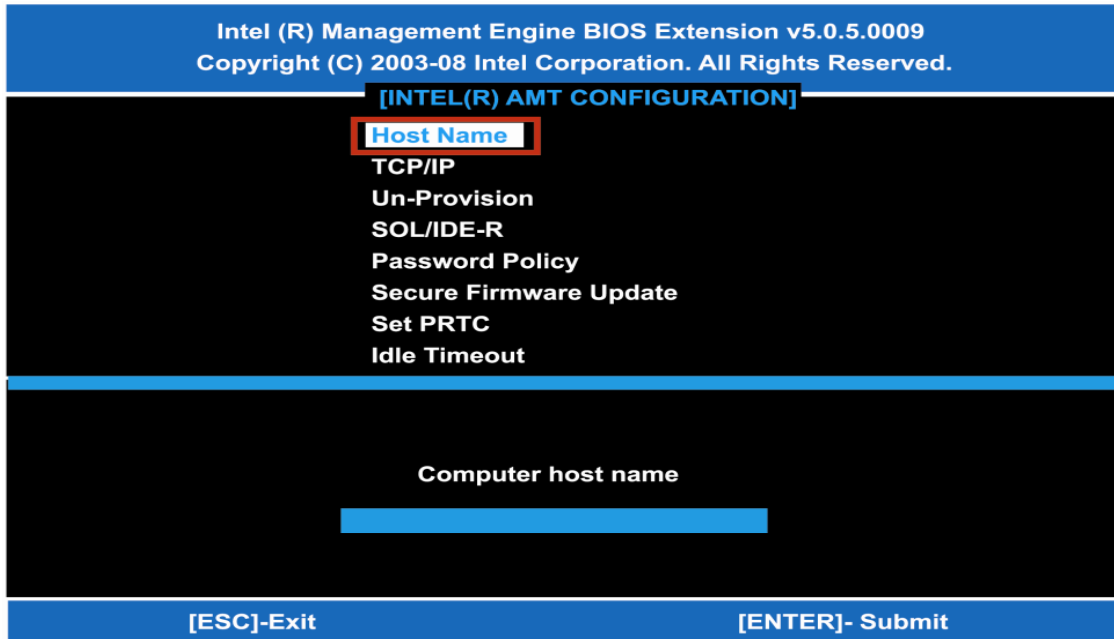 Intel (R) Management Engine BIOS Extension v5.0.5.0009
Copyright (C) 2003-08 Intel Corporation. All Rights Reserved.
[INTEL(R) AMT CONFIGURATION]
Host Name
TCP/IP
Un-Provision
SOL/IDE-R
Password Policy
Secure Firmware Update
Set PRTC
Idle Timeout
Computer host name
[ESC]-Exit [ENTER]- Submit